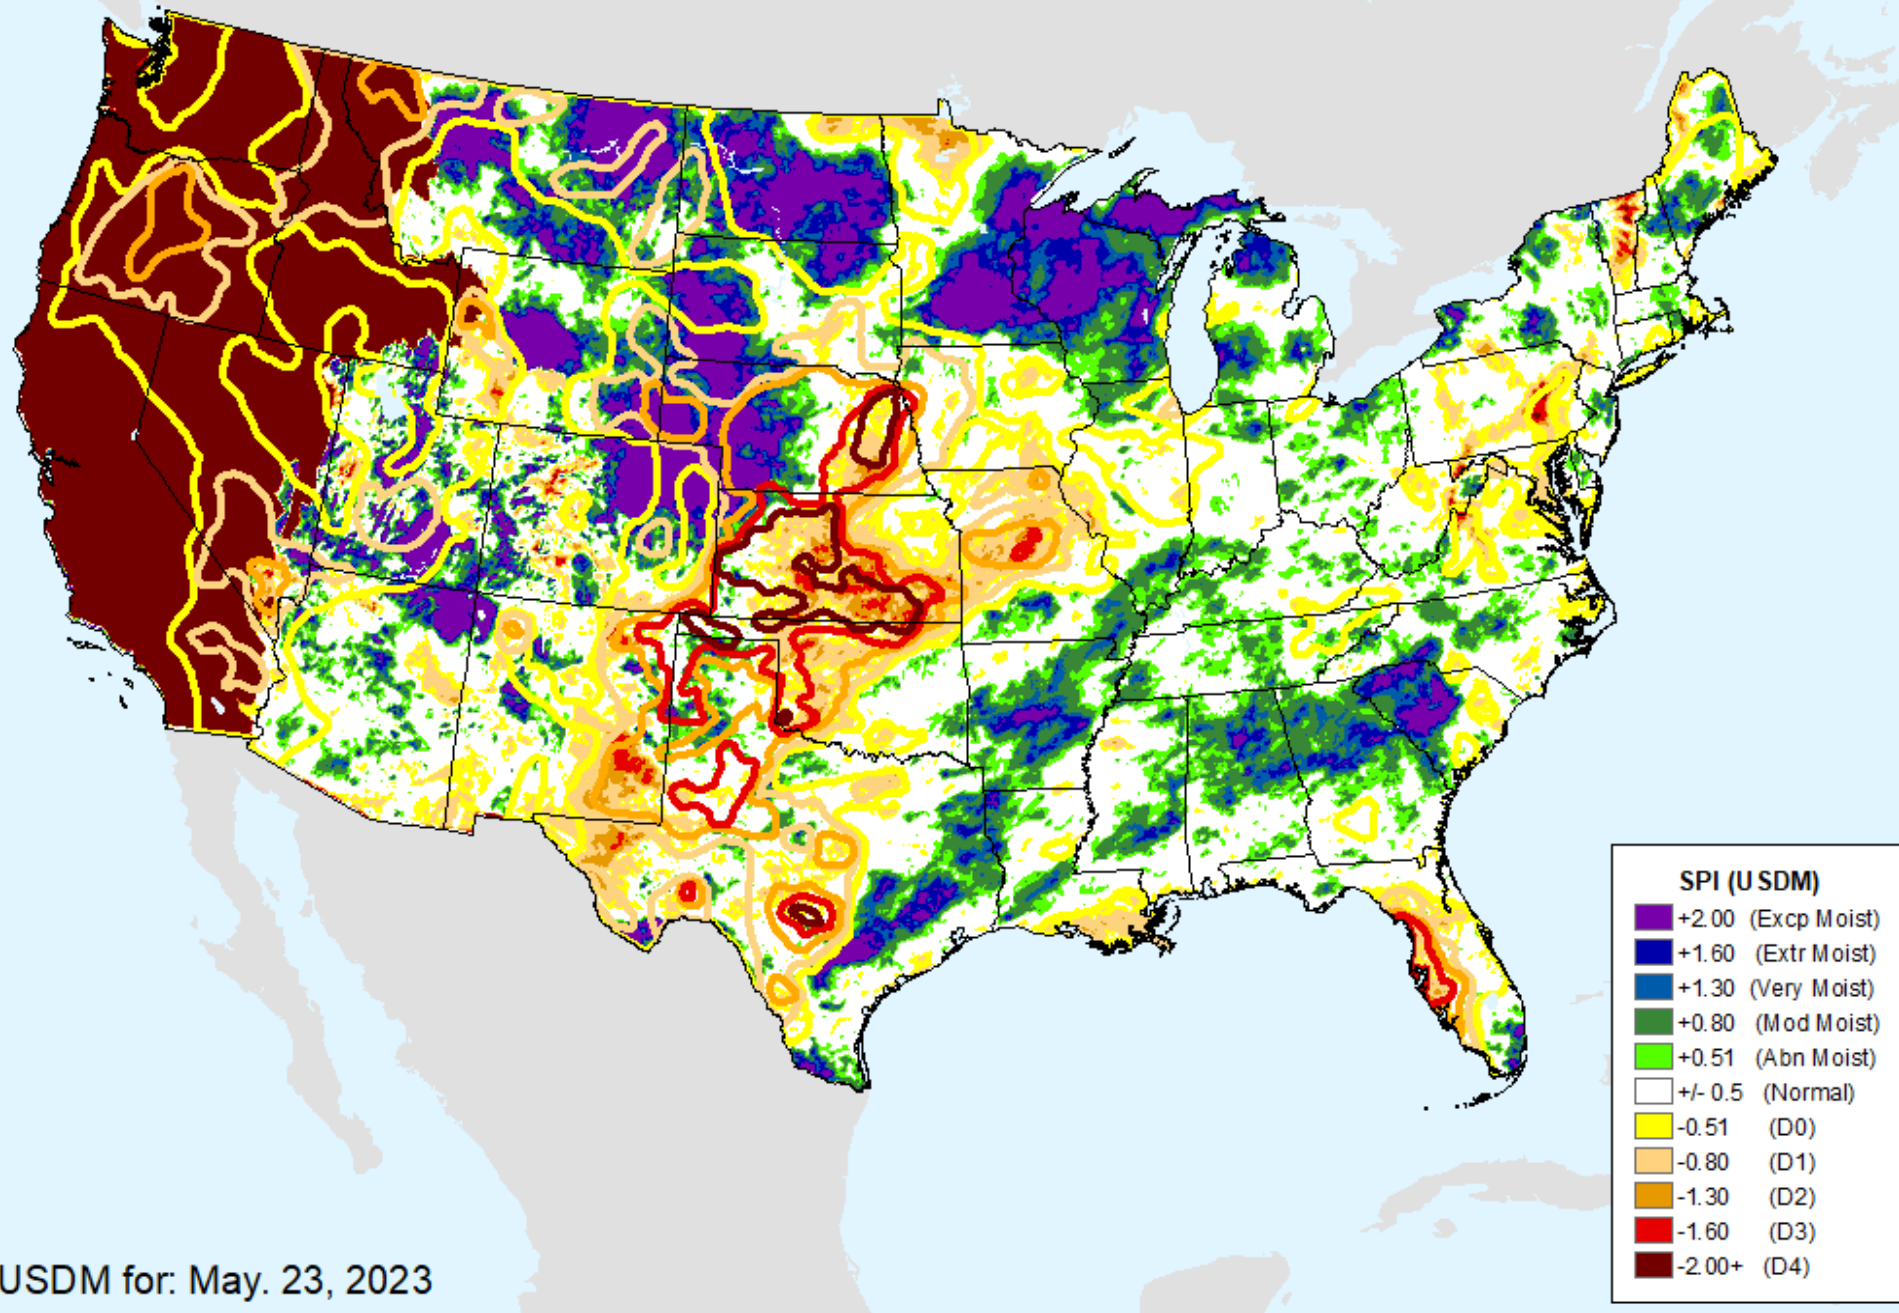 SPI (USDM)
+2.00 (Excp Moist)
+1.60 (Extr Moist)
+1.30 (Very Moist)
+0.80 (Mod Moist)
+0.51 (Abn Moist)
+/- 0.5 (Normal)
-0.51 (D0)
-0.80 (D1)
-1.30 (D2)
-1.60 (D3)
-2.00+ (D4)
USDM for: May. 23, 2023